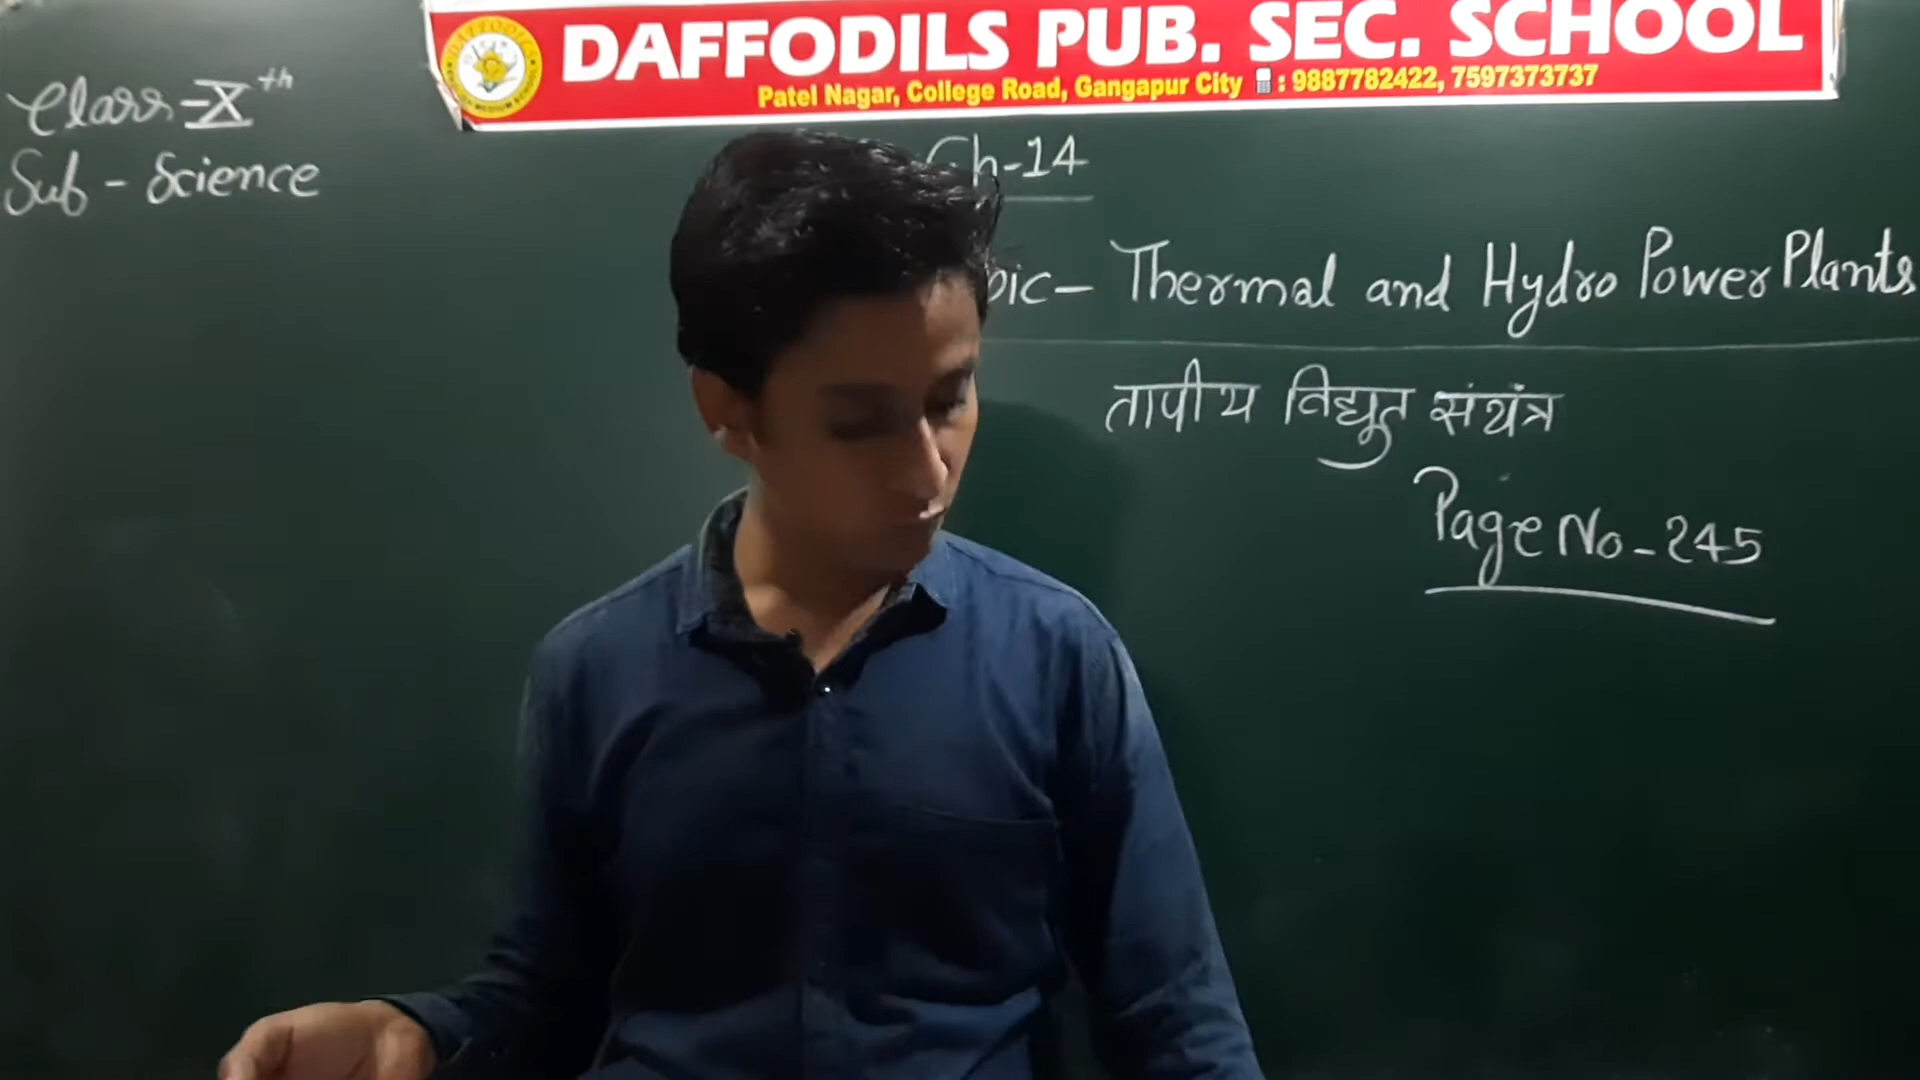 DAFFODILS PUB. SEC. SCHOOL
Patel Nagar, College Road, Gangapur City : 9887782422, 7597373737
Class-Xth
Sub - Science
Ch-14
pic- Thermal and Hydro Power Plants
तापीय विद्युत संयंत्र
Page No-245